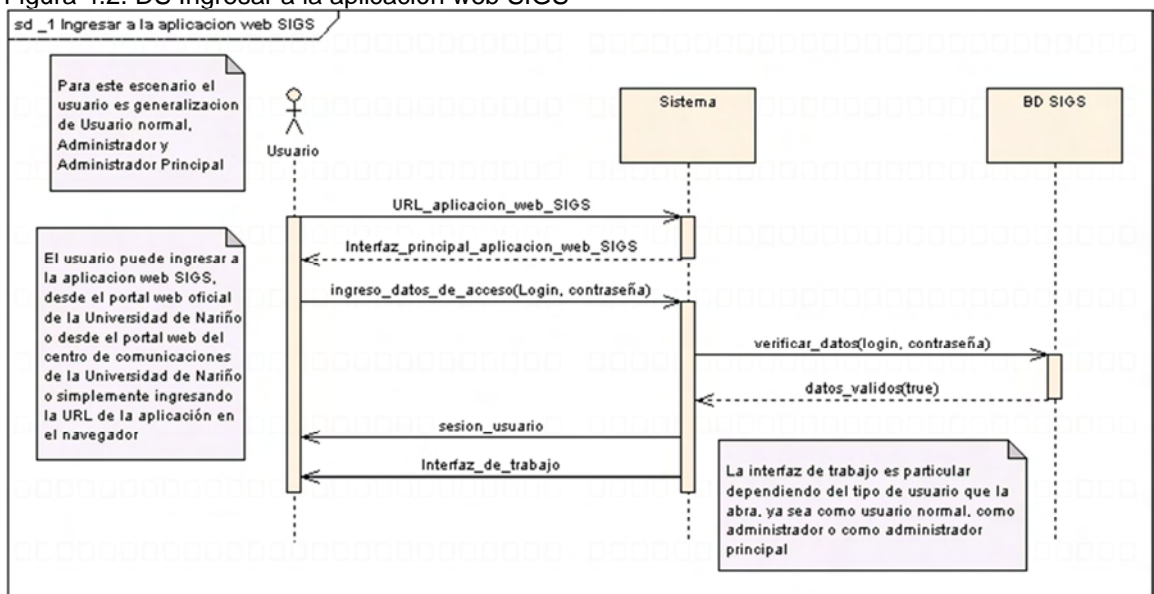 Figura 4.2. DS Ingresar a la aplicación web SIGS
sd _1 Ingresar a la aplicacion web SIGS
Para este escenario el
usuario es generalizacion
de Usuario normal,
Administrador y
Administrador Principal
Usuario
Sistema
BD SIGS
URL_aplicacion_web_SIGS
Interfaz_principal_aplicacion_web_SIGS
El usuario puede ingresar a
la aplicacion web SIGS,
desde el portal web oficial
de la Universidad de Nariño
o desde el portal web del
centro de comunicaciones
de la Universidad de Nariño
o simplemente ingresando
la URL de la aplicación en
el navegador
ingreso_datos_de_acceso(Login, contraseña)
verificar_datos(login, contraseña)
datos_validos(true)
sesion_usuario
Interfaz_de_trabajo
La interfaz de trabajo es particular
dependiendo del tipo de usuario que la
abra, ya sea como usuario normal, como
administrador o como administrador
principal